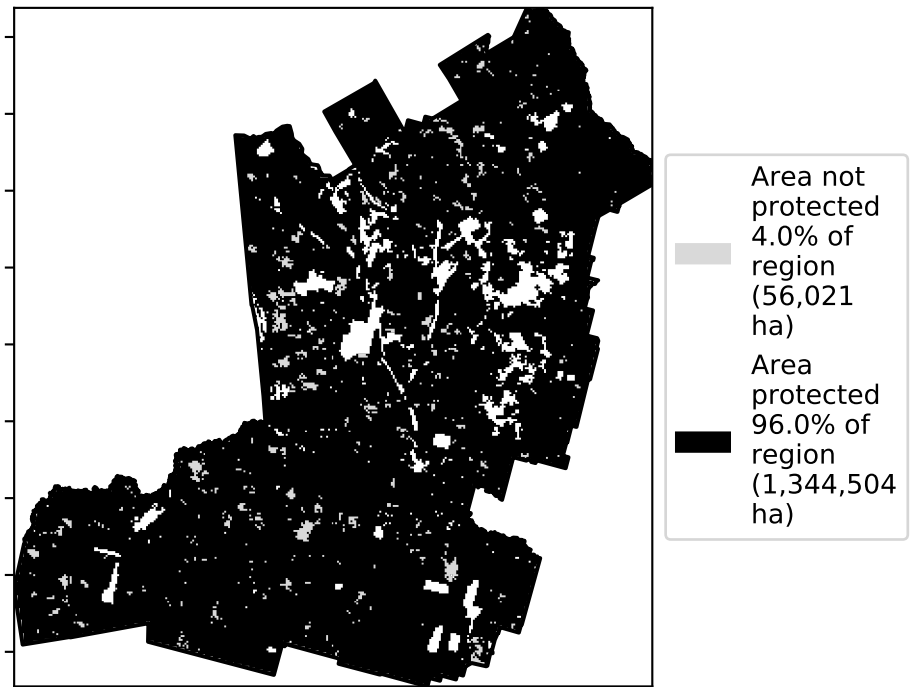 Area not
protected
4.0% of
region
(56,021
ha)
Area
protected
96.0% of
region
(1,344,504
ha)